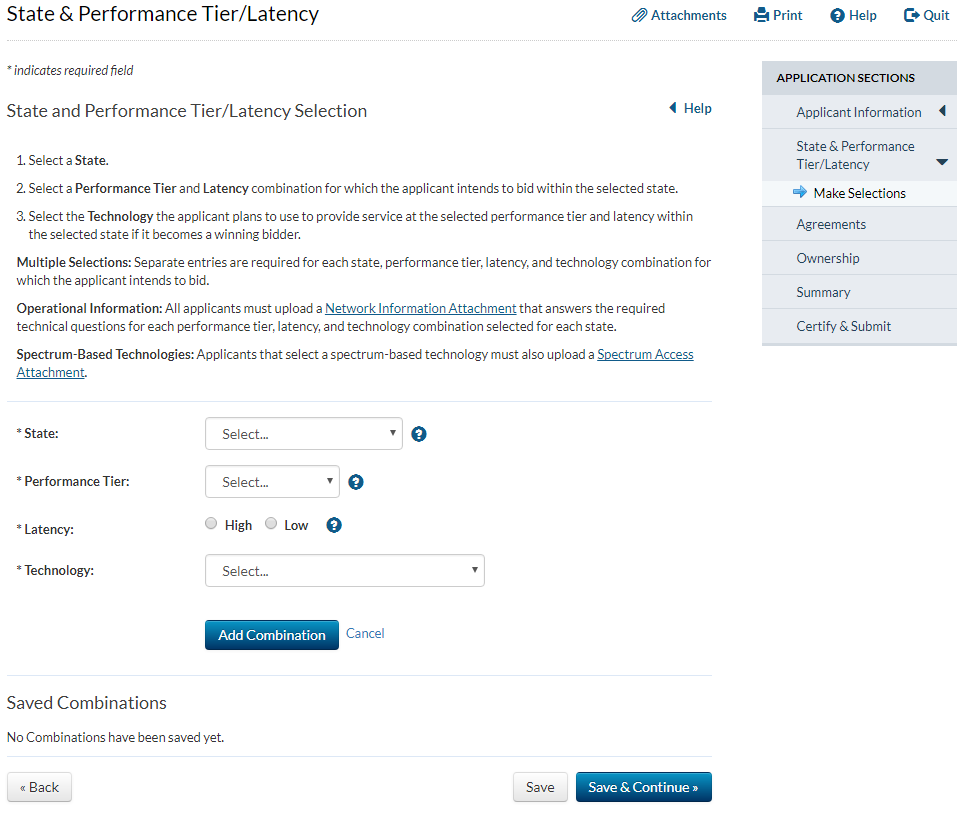 State & Performance Tier/Latency
Attachments
Print
Help
Quit
* indicates required field
State and Performance Tier/Latency Selection
Help
1. Select a State.
2. Select a Performance Tier and Latency combination for which the applicant intends to bid within the selected state.
3. Select the Technology the applicant plans to use to provide service at the selected performance tier and latency within
the selected state if it becomes a winning bidder.
Multiple Selections: Separate entries are required for each state, performance tier, latency, and technology combination for
which the applicant intends to bid.
Operational Information: All applicants must upload a Network Information Attachment that answers the required
technical questions for each performance tier, latency, and technology combination selected for each state.
Spectrum-Based Technologies: Applicants that select a spectrum-based technology must also upload a Spectrum Access
Attachment.
* State:
Select...
* Performance Tier:
Select...
* Latency:
High
Low
* Technology:
Select...
Add Combination
Cancel
Saved Combinations
No Combinations have been saved yet.
« Back
Save
Save & Continue »
APPLICATION SECTIONS
Applicant Information
State & Performance
Tier/Latency
Make Selections
Agreements
Ownership
Summary
Certify & Submit